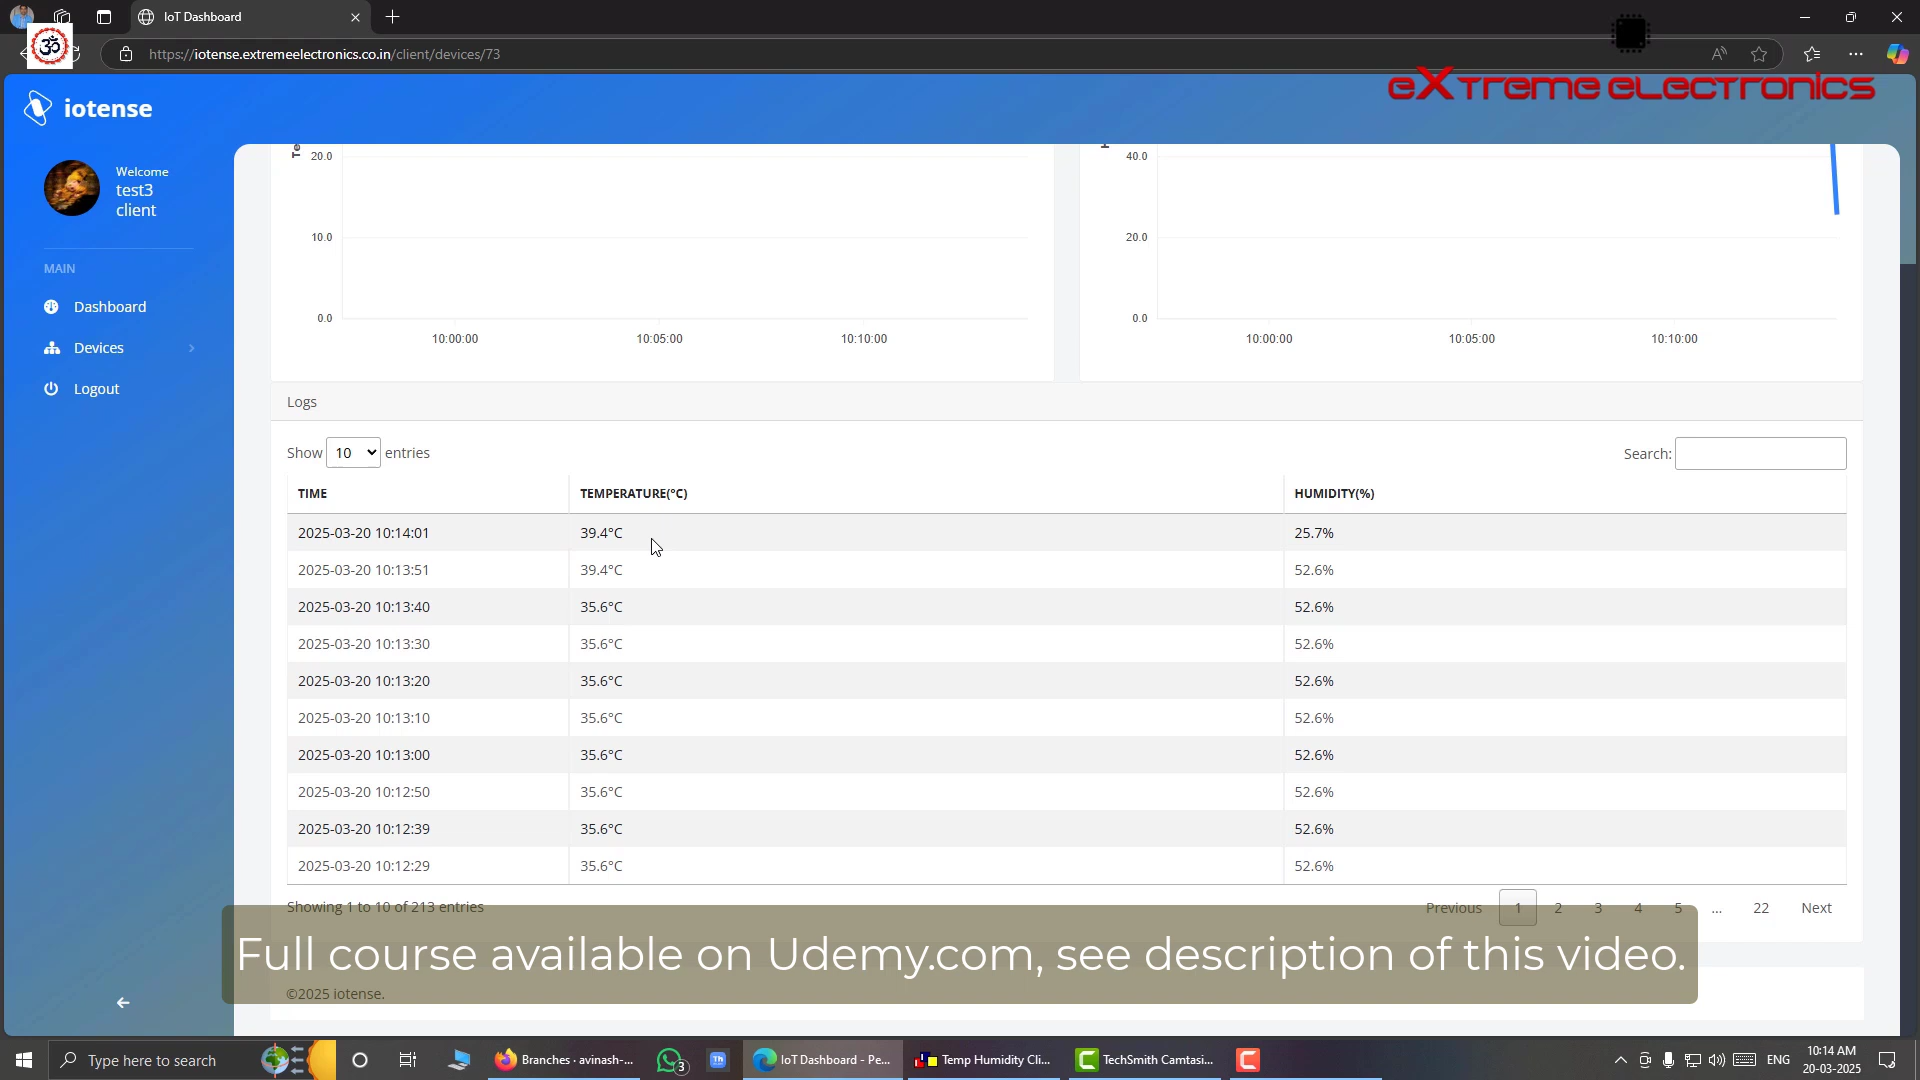 IoT Dashboard
https://iotense.extremeelectronics.co.in/client/devices/73
eXtreme eLectronics
iotense
Welcome
test3
client
MAIN
Dashboard
Devices
Logout
20.0
10.0
0.0
10:00:00 10:05:00 10:10:00
40.0
20.0
0.0
10:00:00 10:05:00 10:10:00
Logs
Show 10 entries
Search:
TIME TEMPERATURE(°C) HUMIDITY(%)
2025-03-20 10:14:01 39.4°C 25.7%
2025-03-20 10:13:51 39.4°C 52.6%
2025-03-20 10:13:40 35.6°C 52.6%
2025-03-20 10:13:30 35.6°C 52.6%
2025-03-20 10:13:20 35.6°C 52.6%
2025-03-20 10:13:10 35.6°C 52.6%
2025-03-20 10:13:00 35.6°C 52.6%
2025-03-20 10:12:50 35.6°C 52.6%
2025-03-20 10:12:39 35.6°C 52.6%
2025-03-20 10:12:29 35.6°C 52.6%
Showing 1 to 10 of 213 entries
Previous 1 2 3 4 5 ... 22 Next
Full course available on Udemy.com, see description of this video.
©2025 iotense.
Type here to search
Branches · avinash-...
3
Th
IoT Dashboard - Pe...
Temp Humidity Cli...
TechSmith Camtasi...
ENG
10:14 AM
20-03-2025